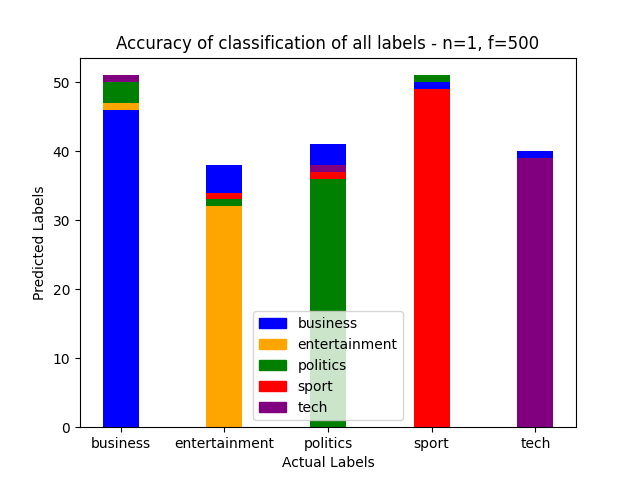 Accuracy of classification of all labels - n=1, f=500
Predicted Labels
50
40
30
20
10
0
business
entertainment
politics
sport
tech
business
entertainment
politics
sport
tech
Actual Labels